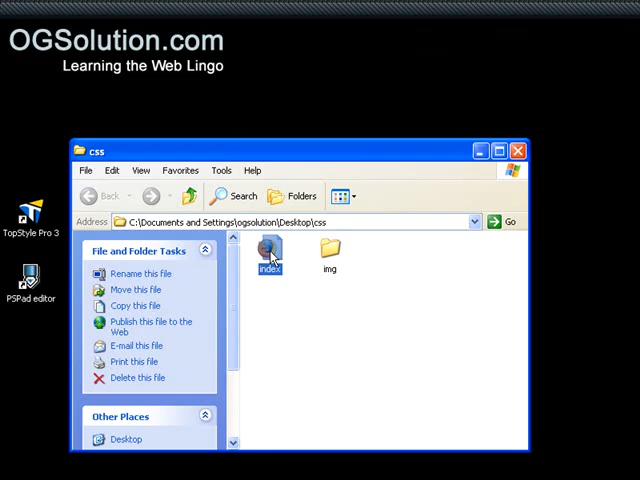 OGSolution.com
Learning the Web Lingo
css
File Edit View Favorites Tools Help
Back Search Folders
Address C:\Documents and Settings\ogsolution\Desktop\css Go
TopStyle Pro 3
PSPad editor
File and Folder Tasks
Rename this file
Move this file
Copy this file
Publish this file to the
Web
E-mail this file
Print this file
Delete this file
Other Places
Desktop
index
img